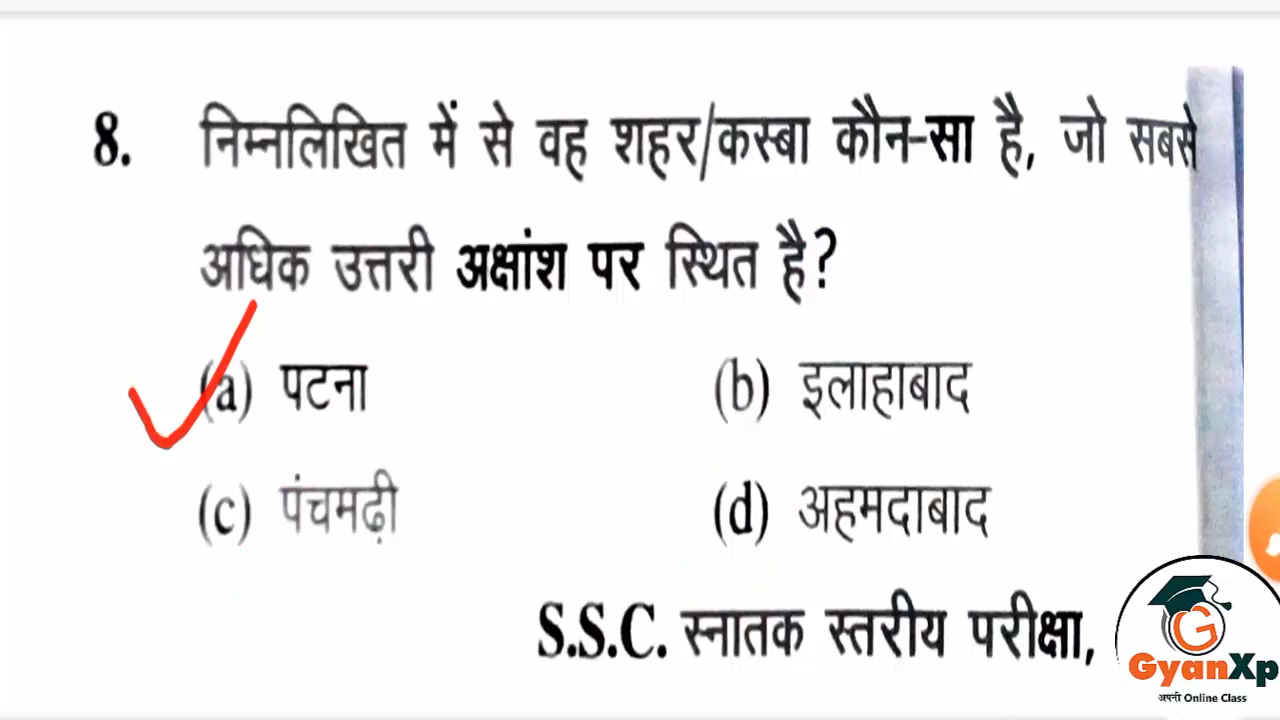 8. निम्नलिखित में से वह शहर/कस्बा कौन-सा है, जो सबसे
अधिक उत्तरी अक्षांश पर स्थित है?
(a) पटना (b) इलाहाबाद
(c) पंचमढ़ी (d) अहमदाबाद
S.S.C. स्नातक स्तरीय परीक्षा,
G
GyanXp
अपनी Online Class